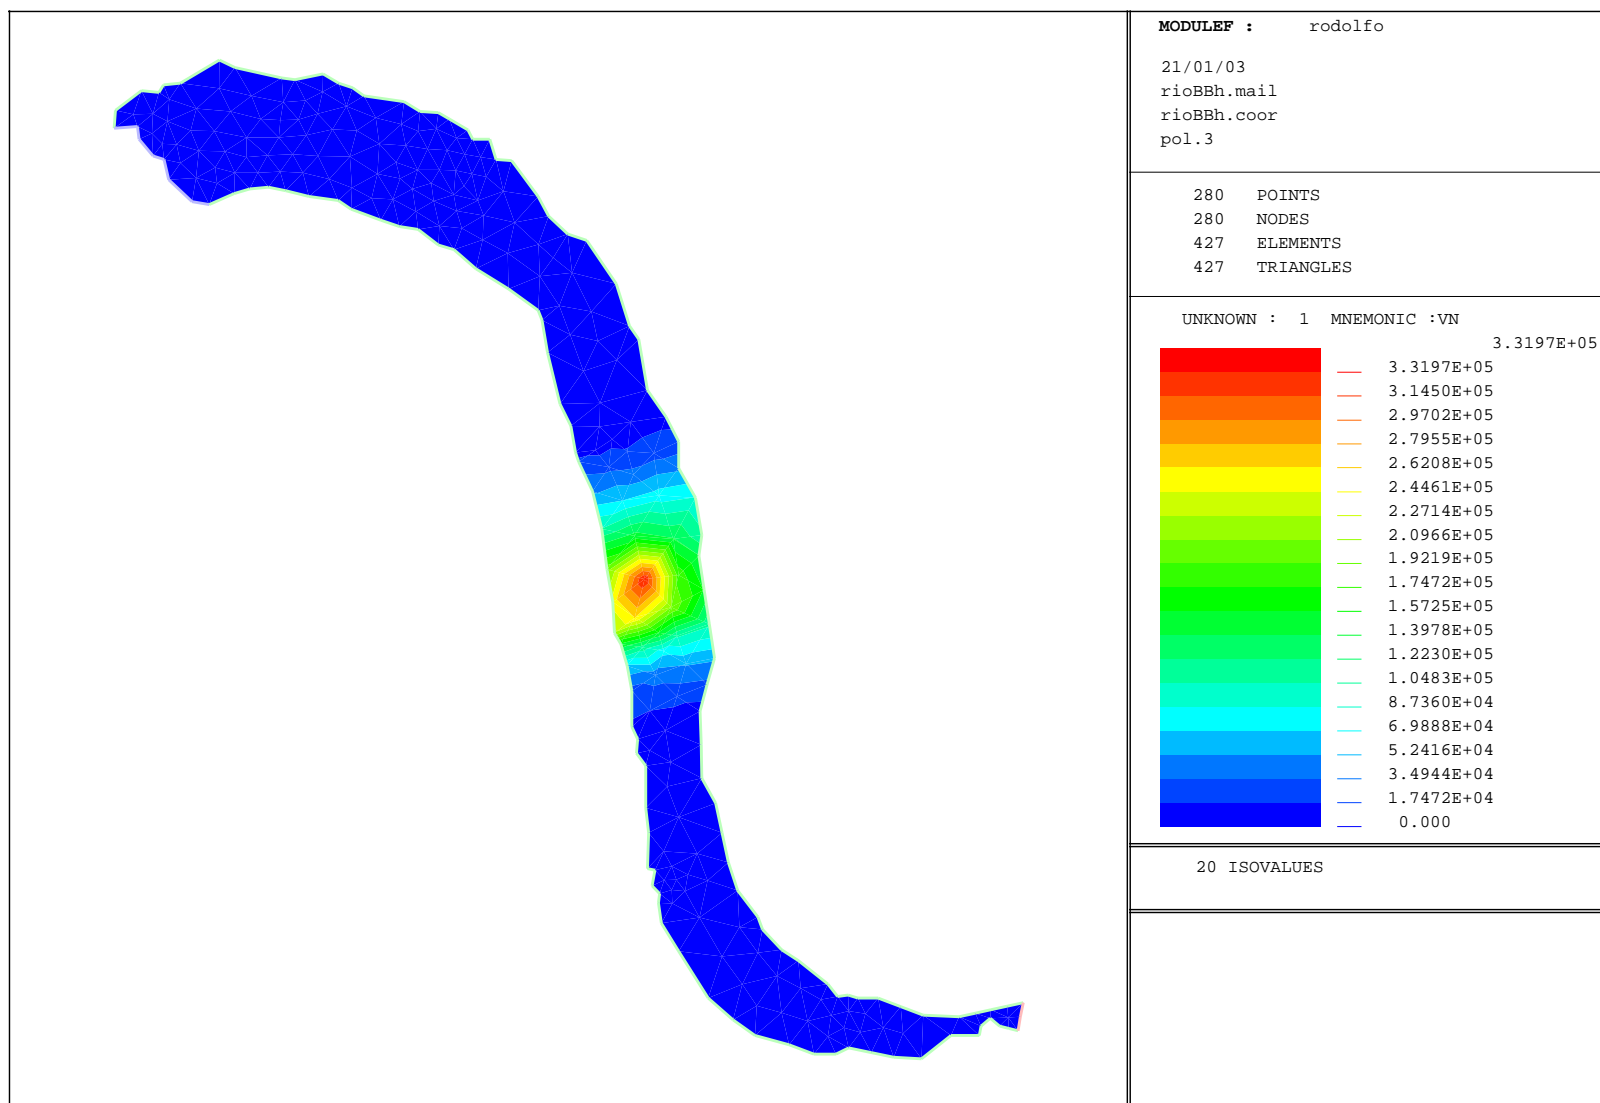 MODULEF : rodolfo
21/01/03
rioBBh.mail
rioBBh.coor
pol.3
280 POINTS
280 NODES
427 ELEMENTS
427 TRIANGLES
UNKNOWN : 1 MNEMONIC :VN
3.3197E+05
3.3197E+05
3.1450E+05
2.9702E+05
2.7955E+05
2.6208E+05
2.4461E+05
2.2714E+05
2.0966E+05
1.9219E+05
1.7472E+05
1.5725E+05
1.3978E+05
1.2230E+05
1.0483E+05
8.7360E+04
6.9888E+04
5.2416E+04
3.4944E+04
1.7472E+04
0.000
20 ISOVALUES